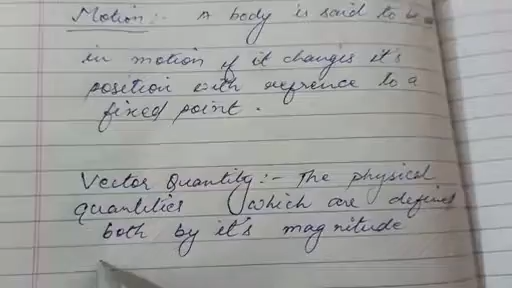 Motion :- A body is said to be
in motion if it changes it's
position with refrence to a
fixed point.
Vector Quantity :- The physical
quantities which are defined
both by it's magnitude